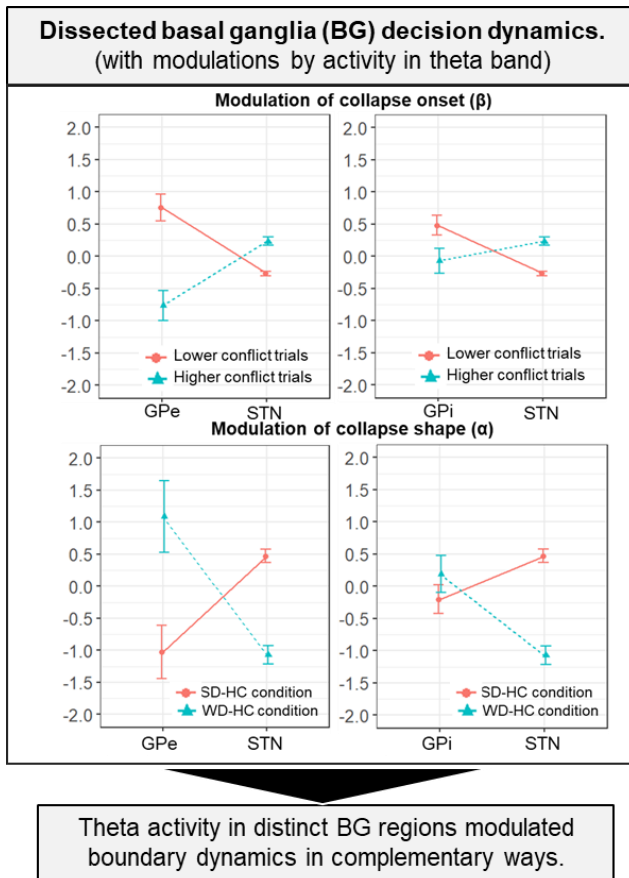 Dissected basal ganglia (BG) decision dynamics.
(with modulations by activity in theta band)
Modulation of collapse onset (β)
2.0
1.5
1.0
0.5
0.0
-0.5
-1.0
-1.5
-2.0
Lower conflict trials
Higher conflict trials
GPe
STN
2.0
1.5
1.0
0.5
0.0
-0.5
-1.0
-1.5
-2.0
Lower conflict trials
Higher conflict trials
GPi
STN
Modulation of collapse shape (α)
2.0
1.5
1.0
0.5
0.0
-0.5
-1.0
-1.5
-2.0
SD-HC condition
WD-HC condition
GPe
STN
2.0
1.5
1.0
0.5
0.0
-0.5
-1.0
-1.5
-2.0
SD-HC condition
WD-HC condition
GPi
STN
Theta activity in distinct BG regions modulated
boundary dynamics in complementary ways.